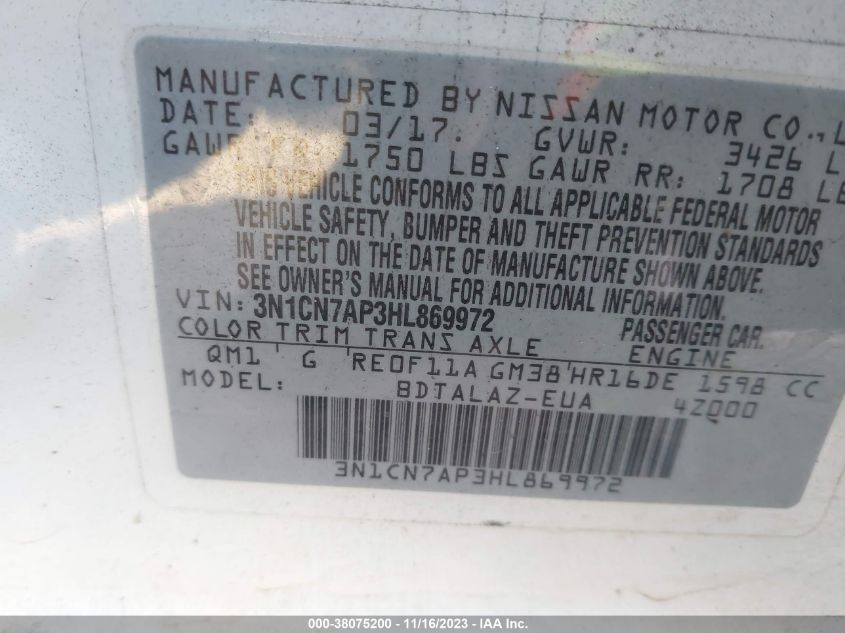 MANUFACTURED BY NISSAN MOTOR CO., L
DATE: 03/17. GVWR: 3426 L
GAWR FR: 1750 LBS GAWR RR: 1708 LB
THIS VEHICLE CONFORMS TO ALL APPLICABLE FEDERAL MOTOR
VEHICLE SAFETY, BUMPER AND THEFT PREVENTION STANDARDS
IN EFFECT ON THE DATE OF MANUFACTURE SHOWN ABOVE.
SEE OWNER'S MANUAL FOR ADDITIONAL INFORMATION.
VIN: 3N1CN7AP3HL869972 PASSENGER CAR.
COLOR TRIM TRANS AXLE ENGINE
QM1 G RE0F11A GM38 HR16DE 1598 CC
MODEL: BDTALAZ-EUA 4Z000
3N1CN7AP3HL869972
000-38075200 - 11/16/2023 - IAA Inc.